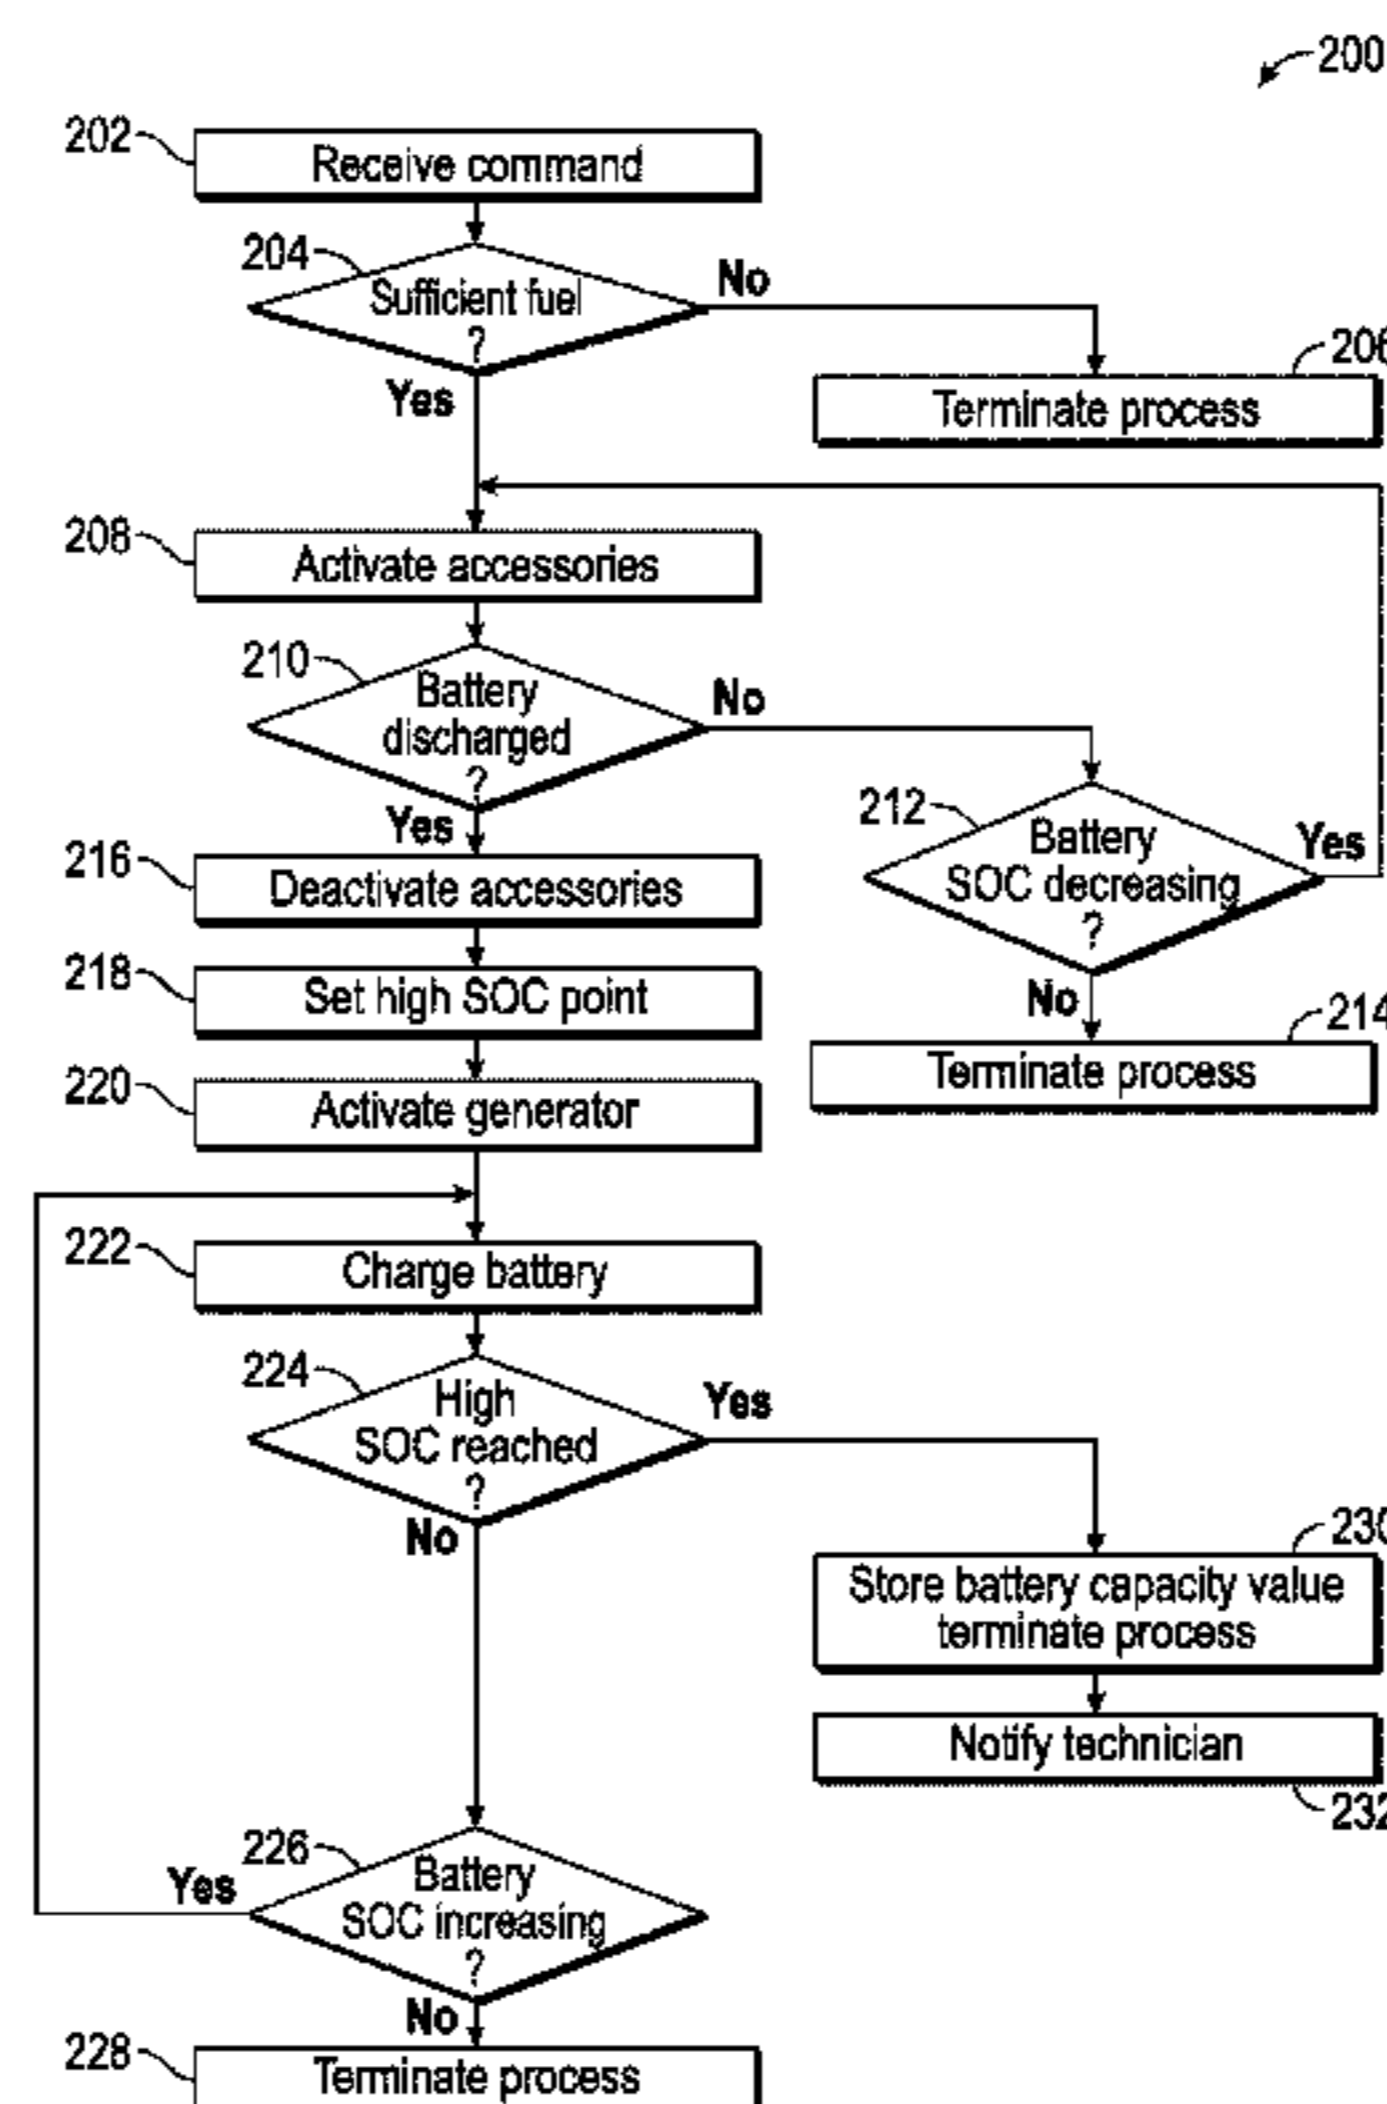 200
202
Receive command
204
Sufficient fuel
?
No
Yes
206
Terminate process
208
Activate accessories
210
Battery
discharged
?
No
Yes
212
Battery
SOC decreasing
?
Yes
No
214
Terminate process
216
Deactivate accessories
218
Set high SOC point
220
Activate generator
222
Charge battery
224
High
SOC reached
?
Yes
No
230
Store battery capacity value
terminate process
Notify technician
232
226
Battery
SOC increasing
?
Yes
No
228
Terminate process